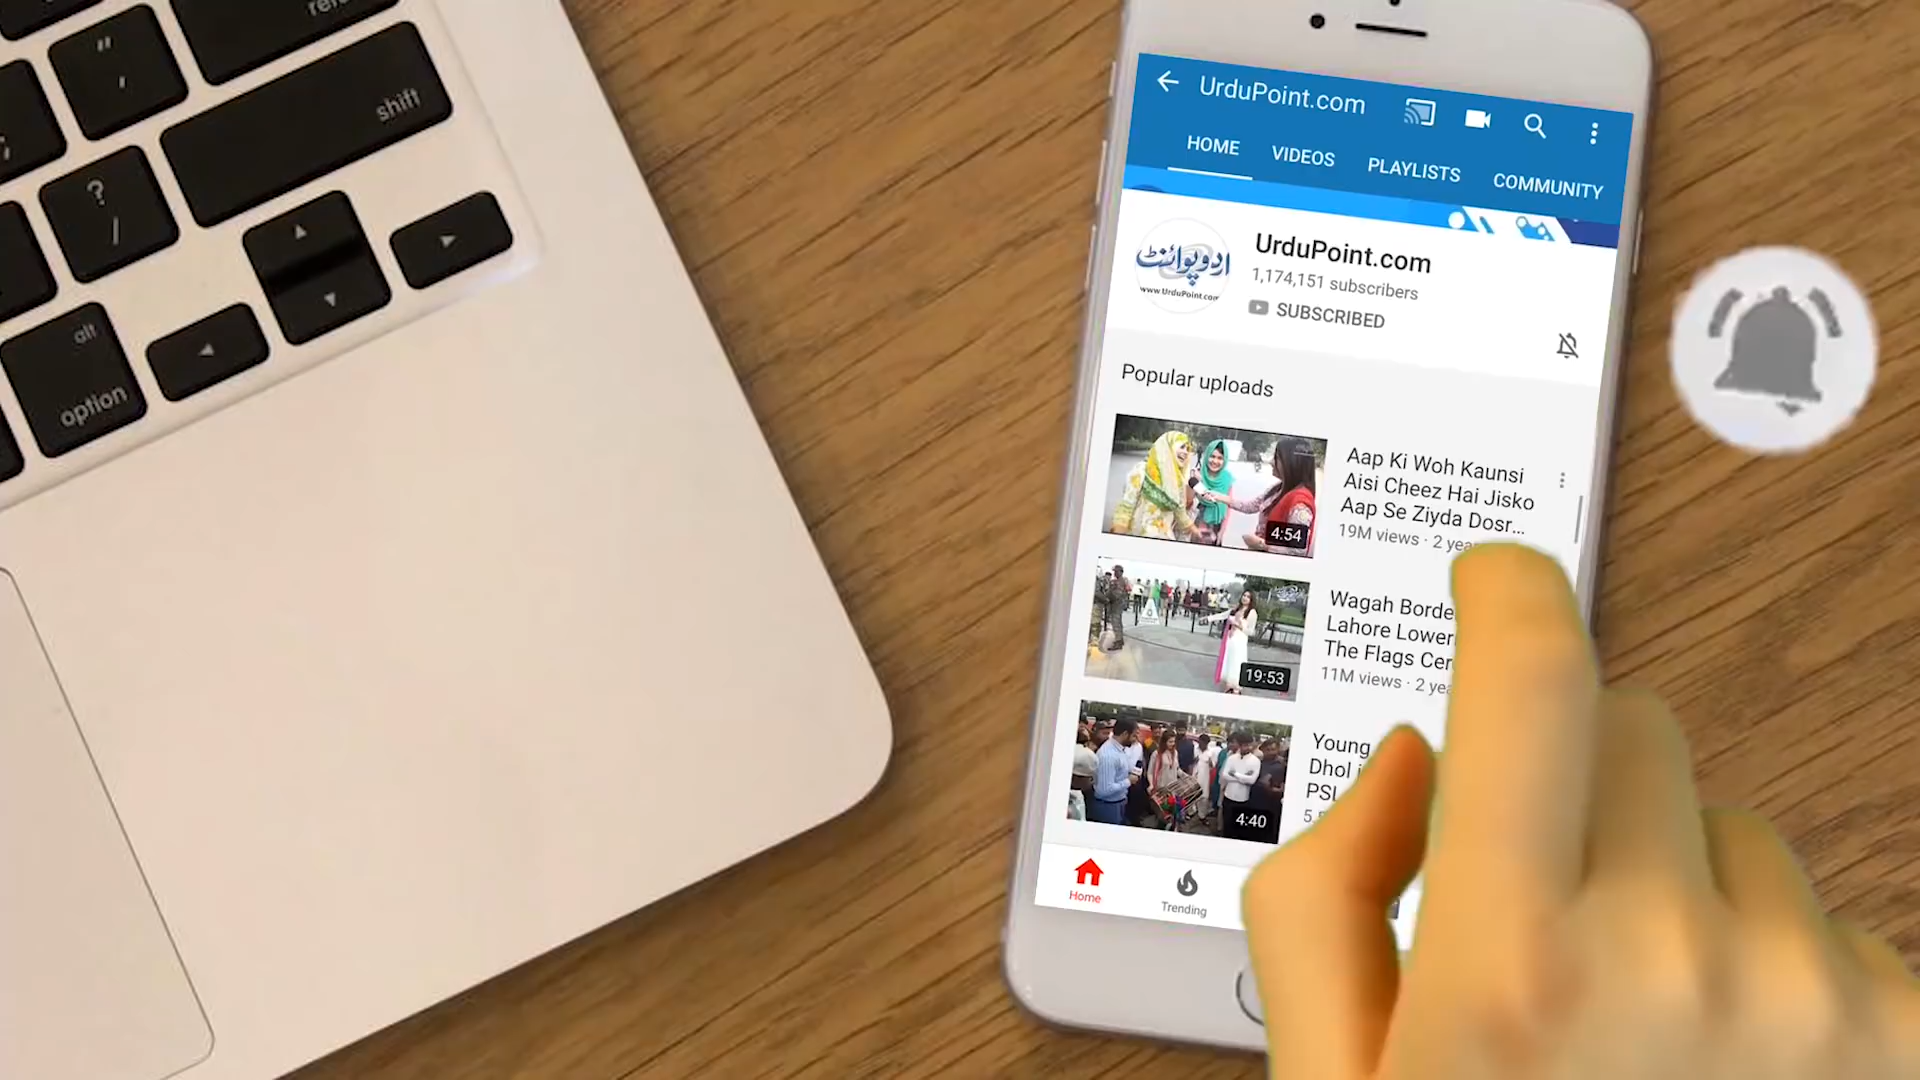 "
,
?
/
shift
alt
option
UrduPoint.com
HOME
VIDEOS
PLAYLISTS
COMMUNITY
اردوپوائنٹ
www.UrduPoint.com
UrduPoint.com
1,174,151 subscribers
SUBSCRIBED
Popular uploads
4:54
Aap Ki Woh Kaunsi
Aisi Cheez Hai Jisko
Aap Se Ziyda Dosr...
19M views · 2
19:53
Wagah
Lahore
The Flags
11M views · 2
4:40
Young
Dhol
PSL
Home
Trending